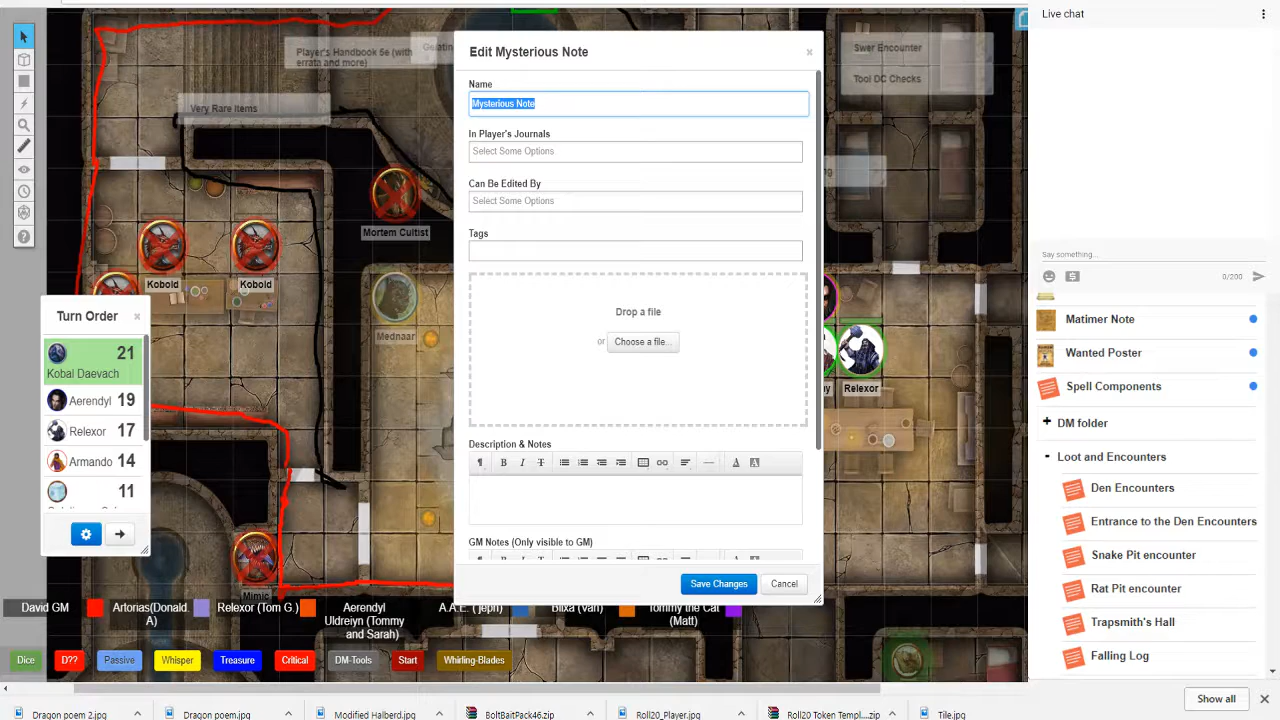 Live chat
Player's Handbook 5e (with
errata and more)
Very Rare Items
Edit Mysterious Note
×
Swer Encounter
Tool DC Checks
Name
Mysterious Note
In Player's Journals
Select Some Options
Can Be Edited By
Select Some Options
Tags
Drop a file
or Choose a file...
Description & Notes
GM Notes (Only visible to GM)
Save Changes
Cancel
Mortem Cultist
Kobold
Kobold
Mednaar
Relexor
Mimic
Turn Order ×
21
Kobal Daevach
Aerendyl 19
Relexor 17
Armando 14
11
David GM
Artorias(Donald.
A)
Relexor (Tom G.)
Aerendyl
Uldreiyn (Tommy
and Sarah)
A.A.E. (jeph)
Blixa (Van)
Tommy the Cat
(Matt)
Dice
D??
Passive
Whisper
Treasure
Critical
DM-Tools
Start
Whirling-Blades
Say something...
0/200
Matimer Note
Wanted Poster
Spell Components
+ DM folder
- Loot and Encounters
Den Encounters
Entrance to the Den Encounters
Snake Pit encounter
Rat Pit encounter
Trapsmith's Hall
Falling Log
Show all
Dragon poem 2.jpg
Modified Halberd.jpg
BoltBaitPack46.zip
Roll20_Player.jpg
Roll20 Token Templ....zip
Tile.jpg